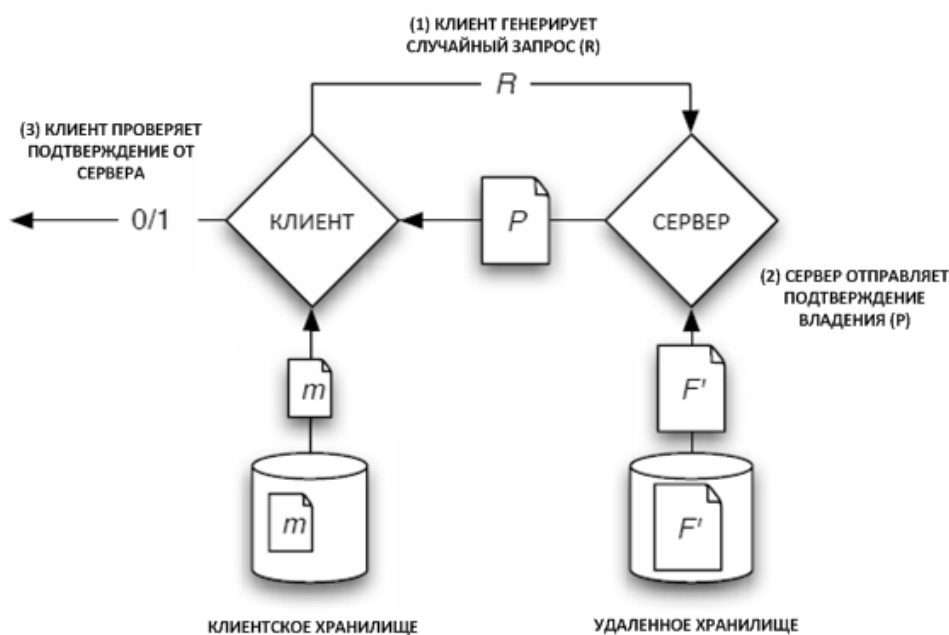 (1) КЛИЕНТ ГЕНЕРИРУЕТ
СЛУЧАЙНЫЙ ЗАПРОС (R)
R
(3) КЛИЕНТ ПРОВЕРЯЕТ
ПОДТВЕРЖДЕНИЕ ОТ
СЕРВЕРА
0/1
КЛИЕНТ
P
СЕРВЕР
(2) СЕРВЕР ОТПРАВЛЯЕТ
ПОДТВЕРЖДЕНИЕ
ВЛАДЕНИЯ (P)
m
F'
m
F'
КЛИЕНТСКОЕ ХРАНИЛИЩЕ
УДАЛЕННОЕ ХРАНИЛИЩЕ